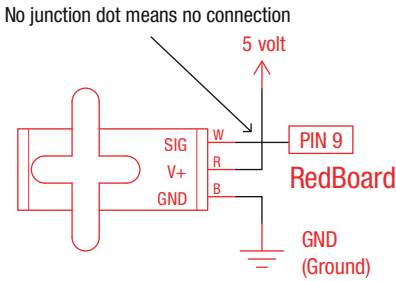 No junction dot means no connection
5 volt
SIG
W
PIN 9
V+
R
RedBoard
GND
B
GND
(Ground)